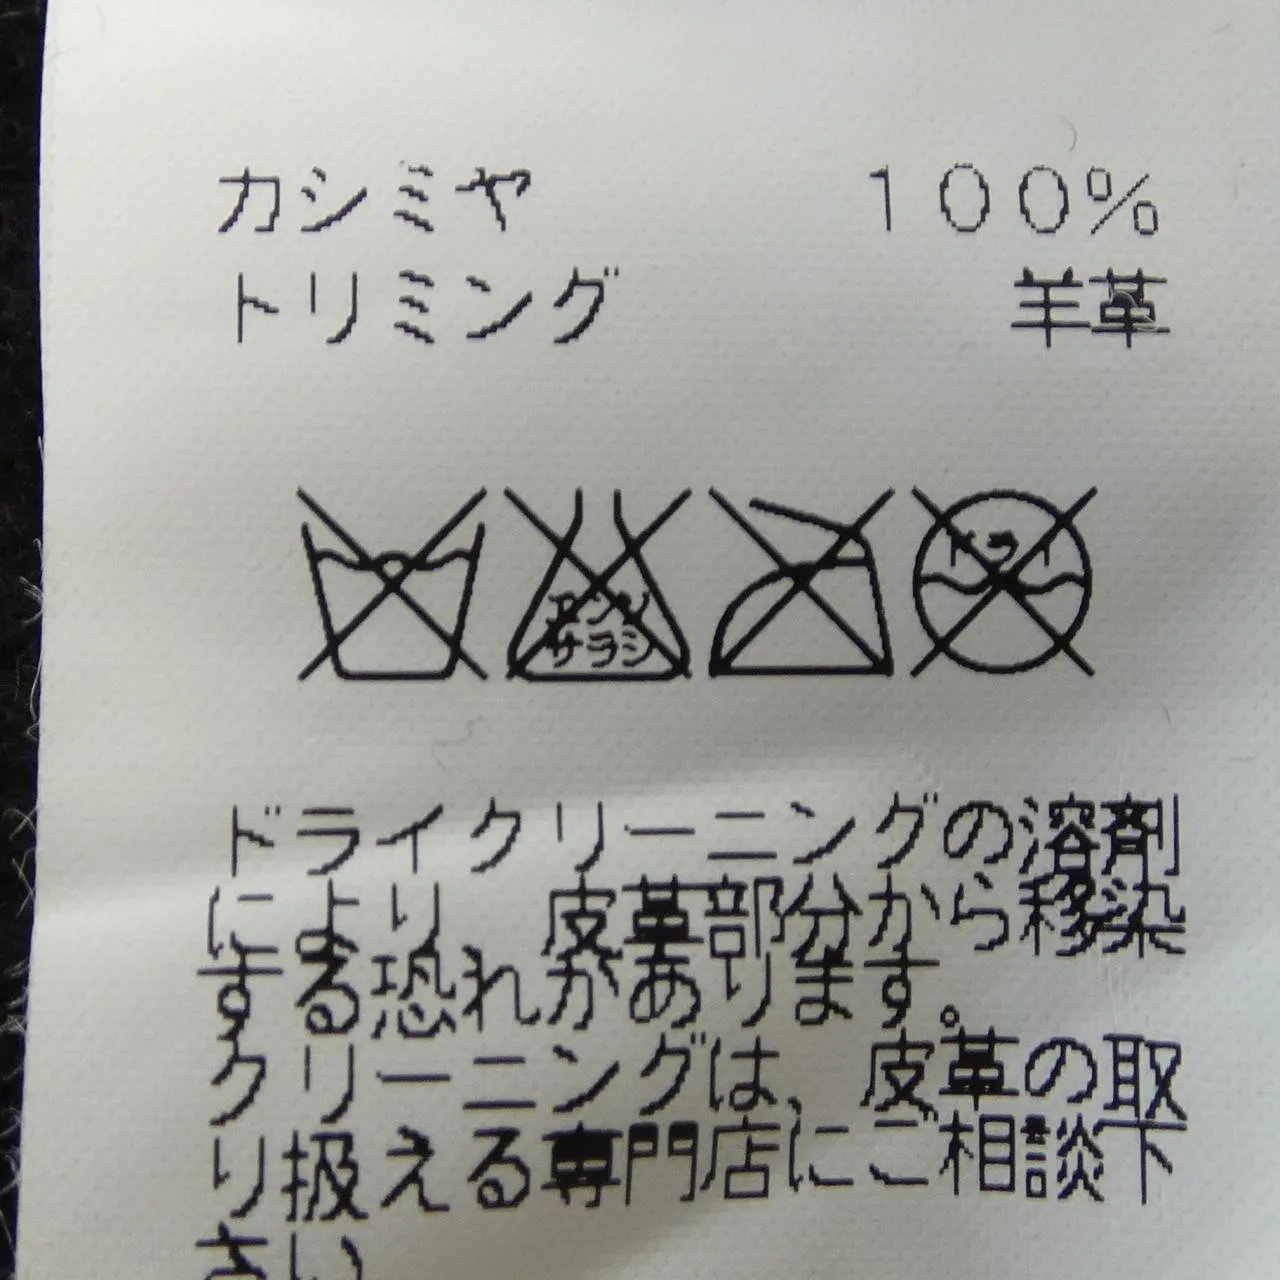 カシミヤ 100%
トリミング 羊革
エンソ
サラシ
ドライ
ドライクリーニングの溶剤
により、皮革部分から移染
する恐れがあります。
クリーニングは、皮革の取
り扱える専門店にご相談下
さい